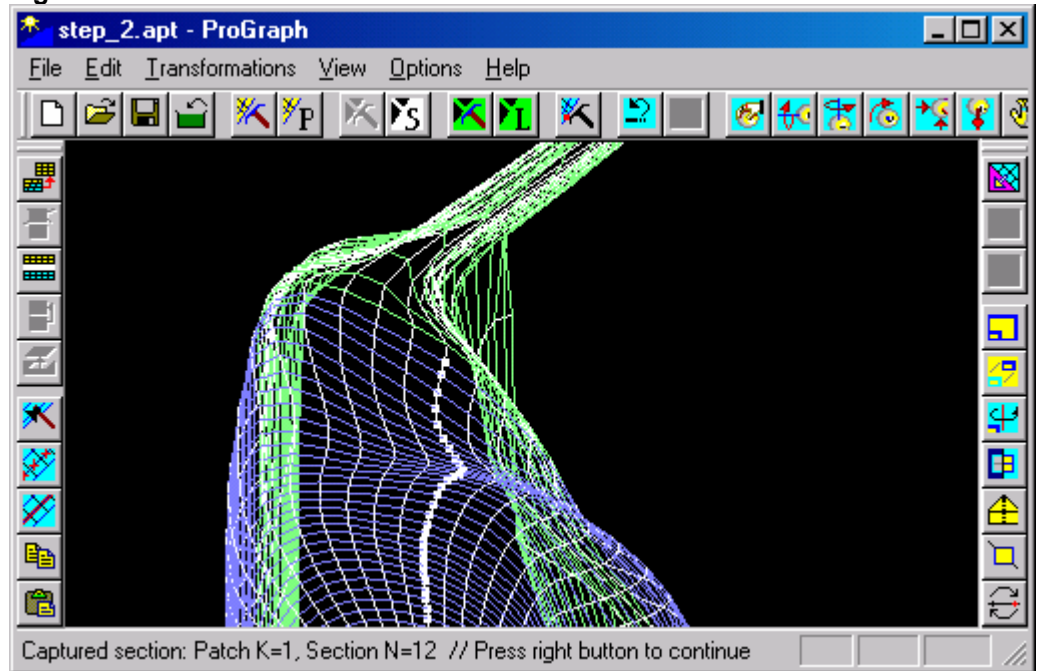 step_2.apt - ProGraph
File Edit Transformations View Options Help
P S L
Captured section: Patch K=1, Section N=12 // Press right button to continue